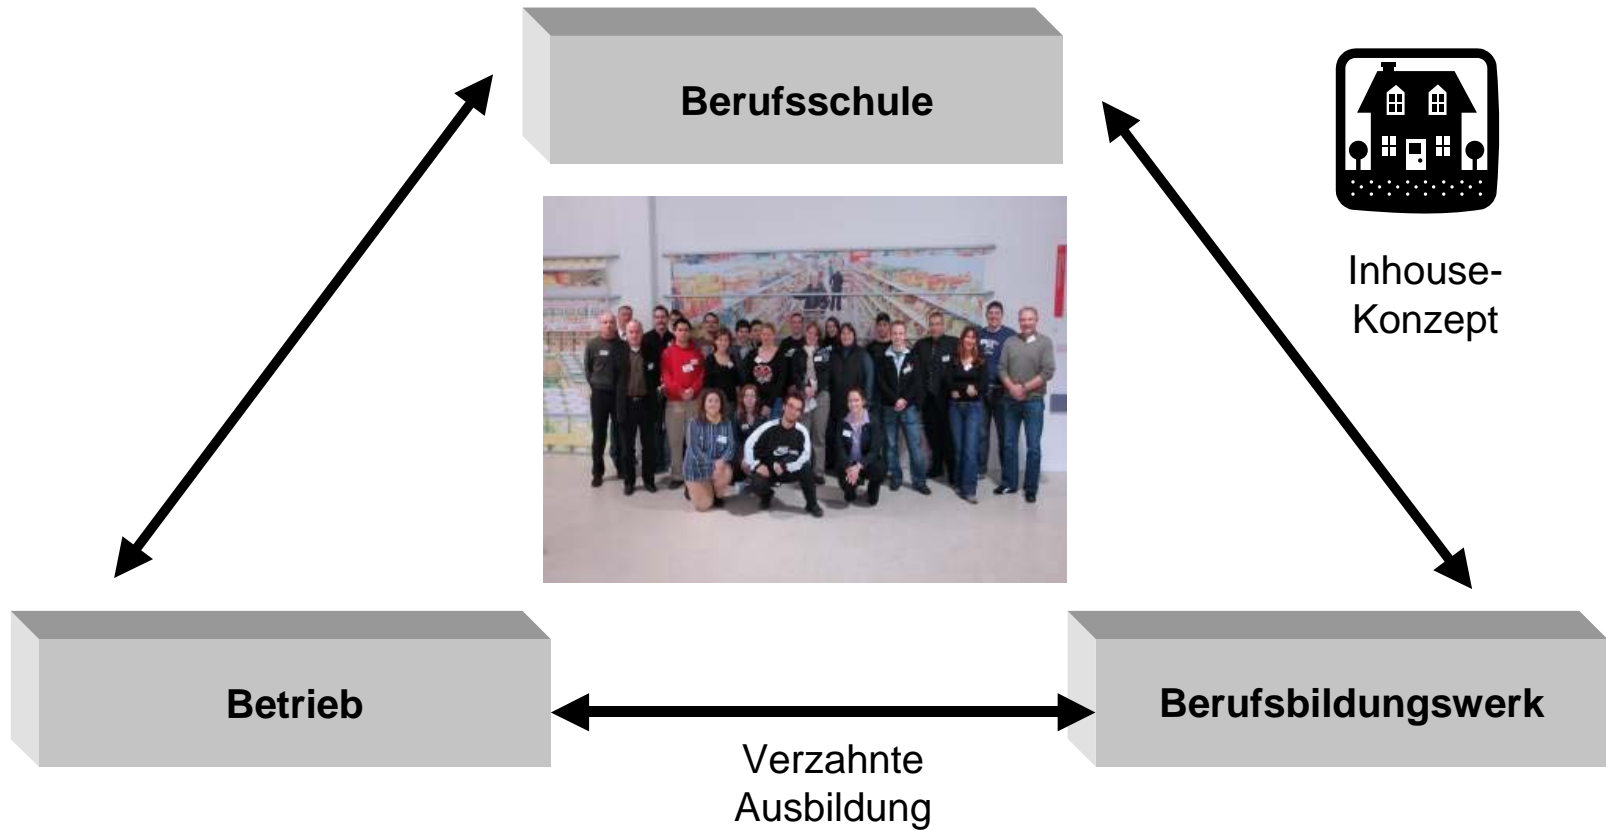 Berufsschule
Inhouse-
Konzept
Betrieb
Berufsbildungswerk
Verzahnte
Ausbildung